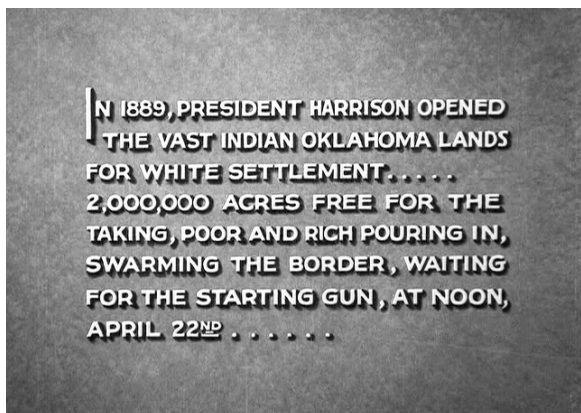 IN 1889, PRESIDENT HARRISON OPENED
THE VAST INDIAN OKLAHOMA LANDS
FOR WHITE SETTLEMENT.....
2,000,000 ACRES FREE FOR THE
TAKING, POOR AND RICH POURING IN,
SWARMING THE BORDER, WAITING
FOR THE STARTING GUN, AT NOON,
APRIL 22ND ......